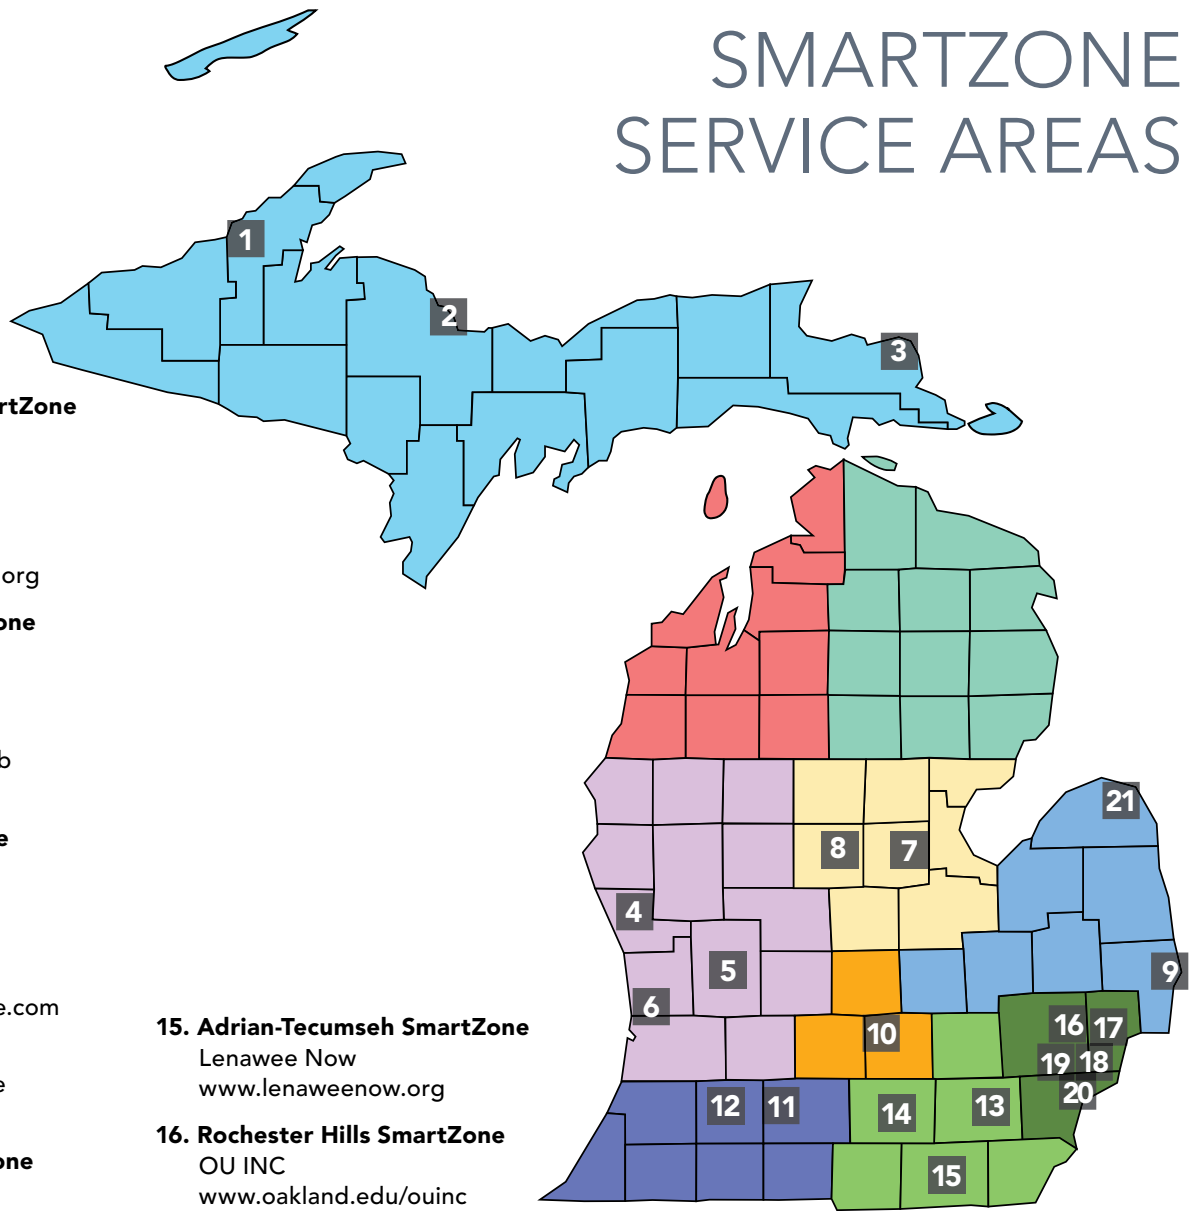 SMARTZONE
SERVICE AREAS
1
2
3
rtZone
org
one
b
e
e.com
e
one
21
8
7
4
5
9
6
16
17
10
19
18
20
12
11
14
13
15
15. Adrian-Tecumseh SmartZone
Lenawee Now
www.lenaweenow.org
16. Rochester Hills SmartZone
OU INC
www.oakland.edu/ouinc